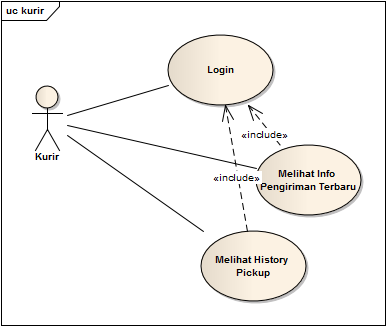 uc kurir
Login
Kurir
«include»
Melihat Info
Pengiriman Terbaru
«include»
Melihat History
Pickup